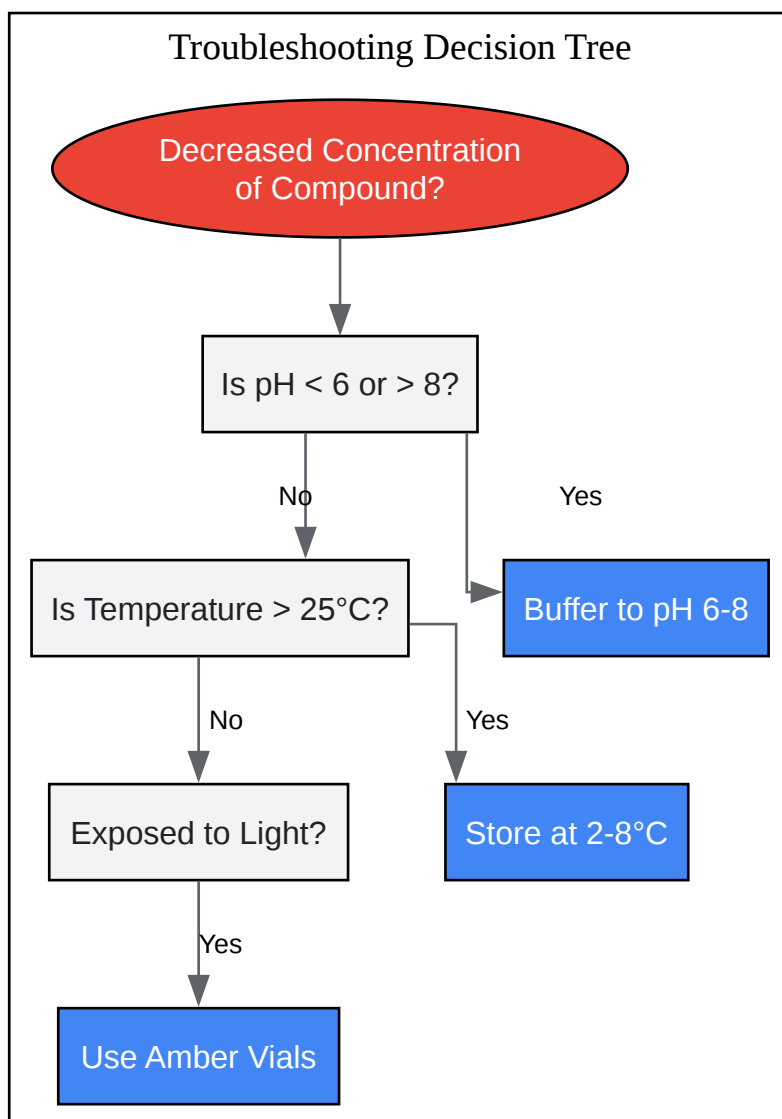 Troubleshooting Decision Tree
Decreased Concentration
of Compound?
Is pH < 6 or > 8?
No
Yes
Is Temperature > 25°C?
Buffer to pH 6-8
No
Yes
Exposed to Light?
Store at 2-8°C
Yes
Use Amber Vials